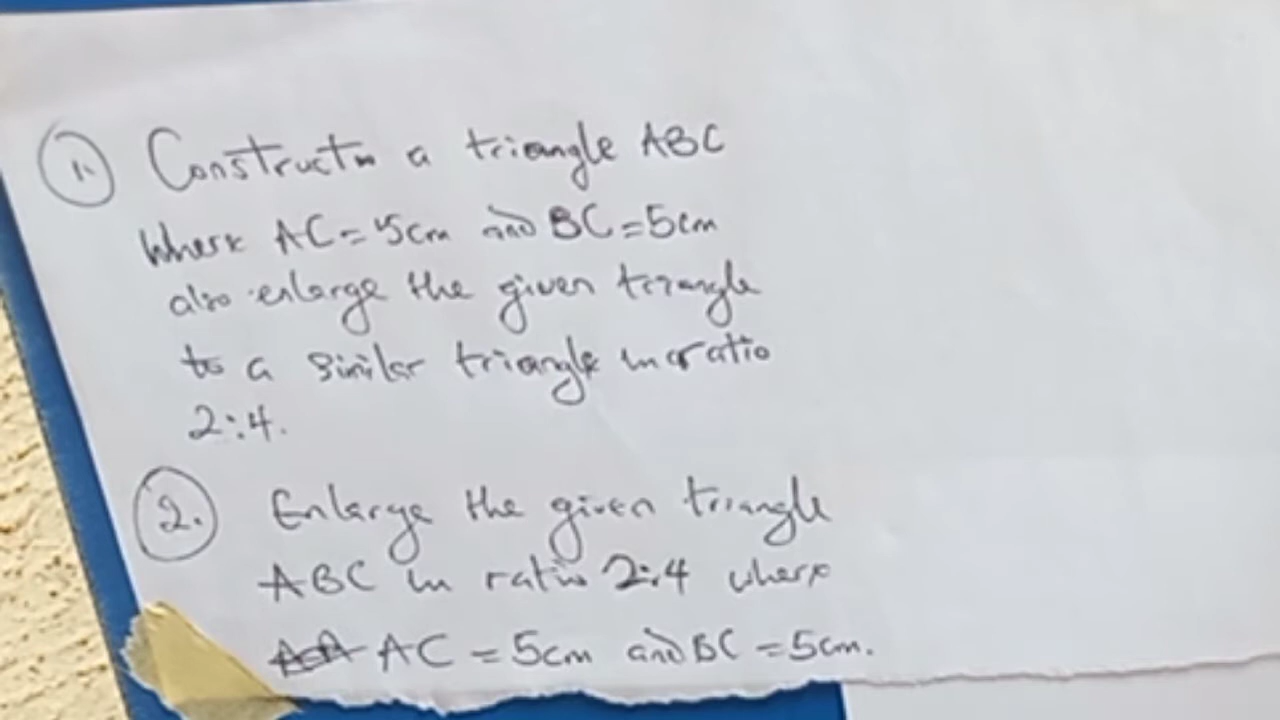 1. Construct a triangle ABC
where AC = 5cm and BC = 5cm
also enlarge the given triangle
to a similar triangle in ratio
2:4.
2. Enlarge the given triangle
ABC in ratio 2:4 where
AC = 5cm and BC = 5cm.